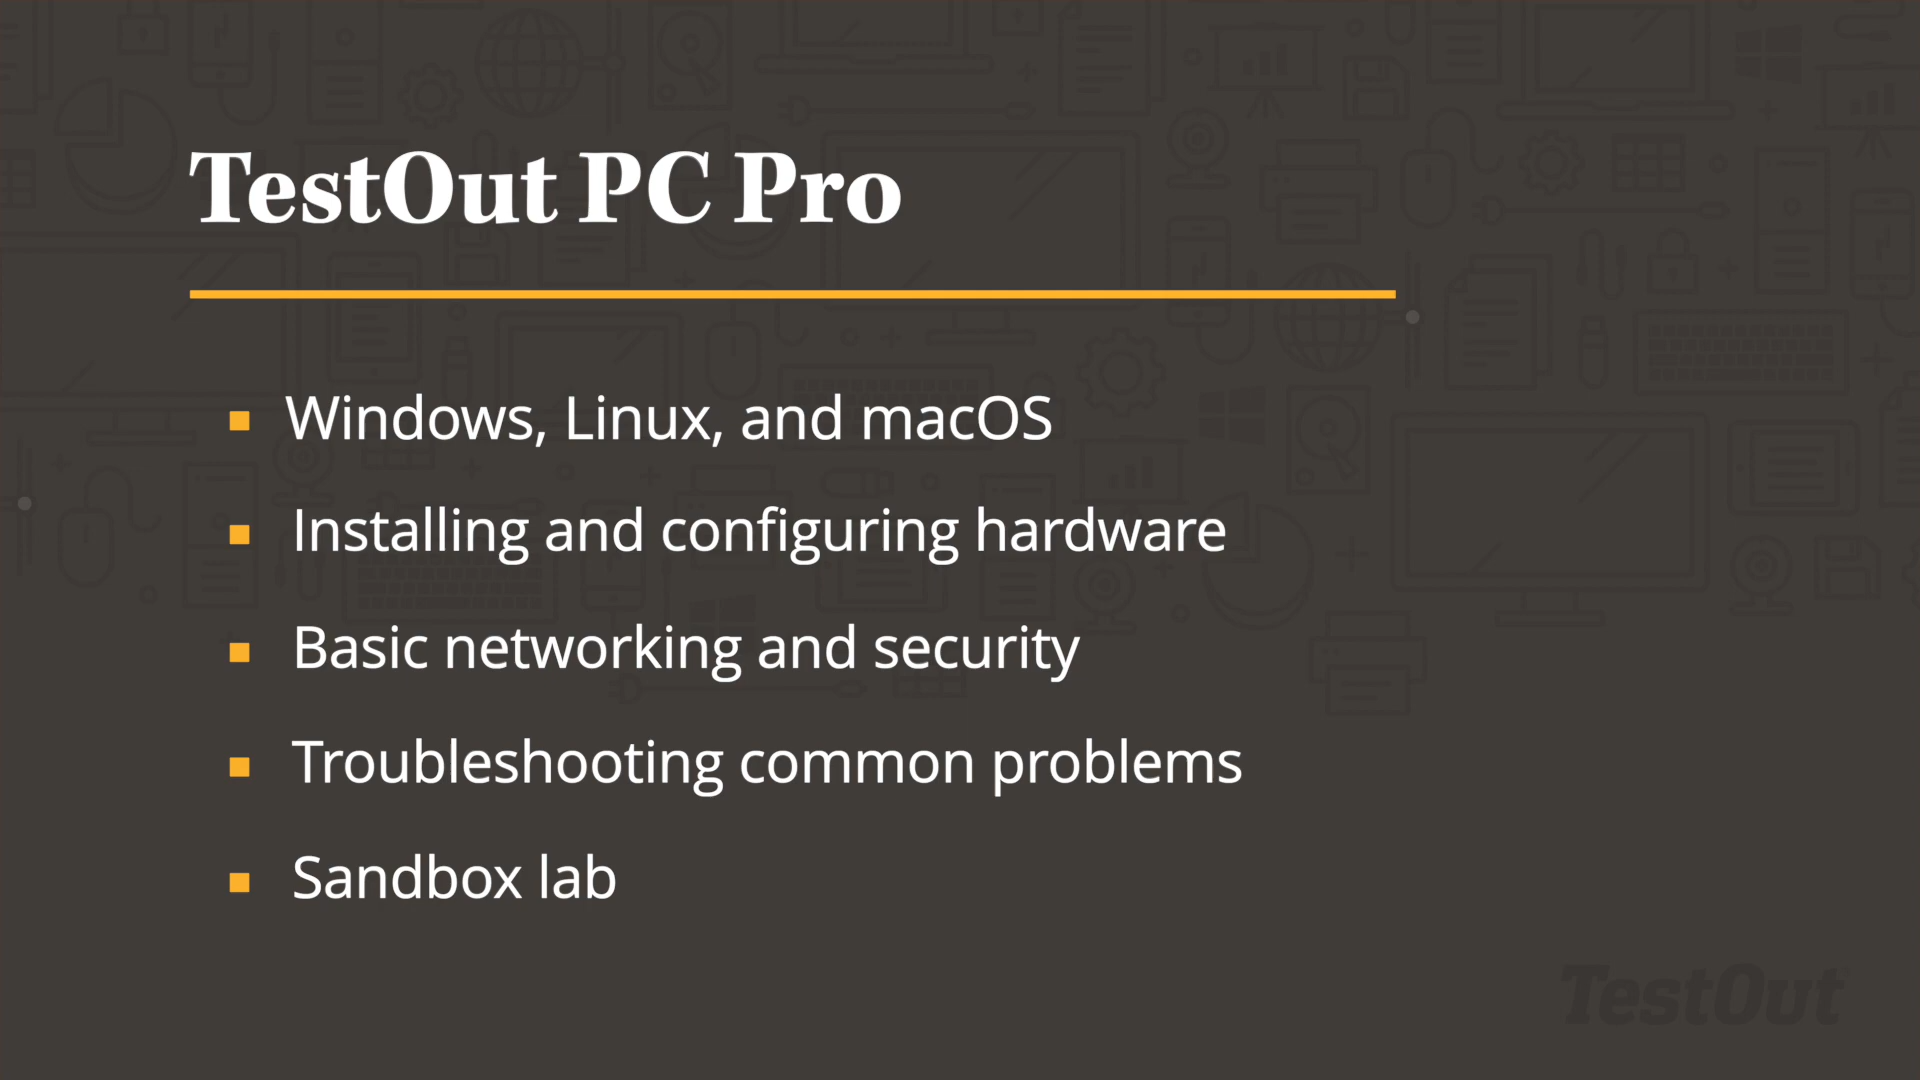 TestOut PC Pro
Windows, Linux, and macOS
Installing and configuring hardware
Basic networking and security
Troubleshooting common problems
Sandbox lab
TestOut